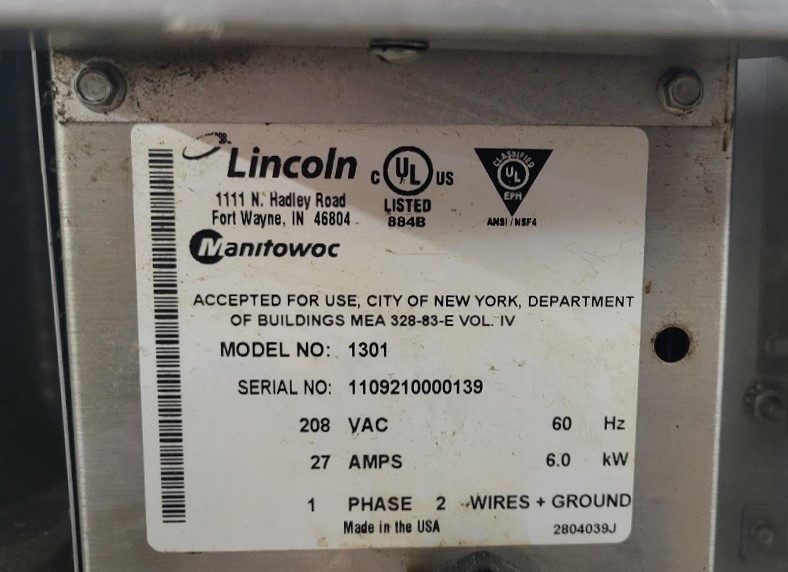 Lincoln
1111 N. Hadley Road
Fort Wayne, IN 46804
Manitowoc
C UL US
LISTED
884B
CLASSIFIED
UL
EPH
ANSI / NSF4
ACCEPTED FOR USE, CITY OF NEW YORK, DEPARTMENT
OF BUILDINGS MEA 328-83-E VOL. IV
MODEL NO: 1301
SERIAL NO: 1109210000139
208 VAC 60 Hz
27 AMPS 6.0 kW
1 PHASE 2 WIRES + GROUND
Made in the USA 2804039J